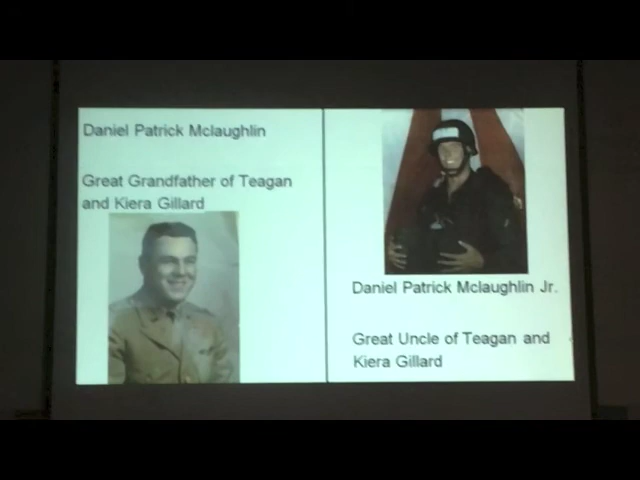 Daniel Patrick Mclaughlin
Great Grandfather of Teagan
and Kiera Gillard
Daniel Patrick Mclaughlin Jr.
Great Uncle of Teagan and
Kiera Gillard